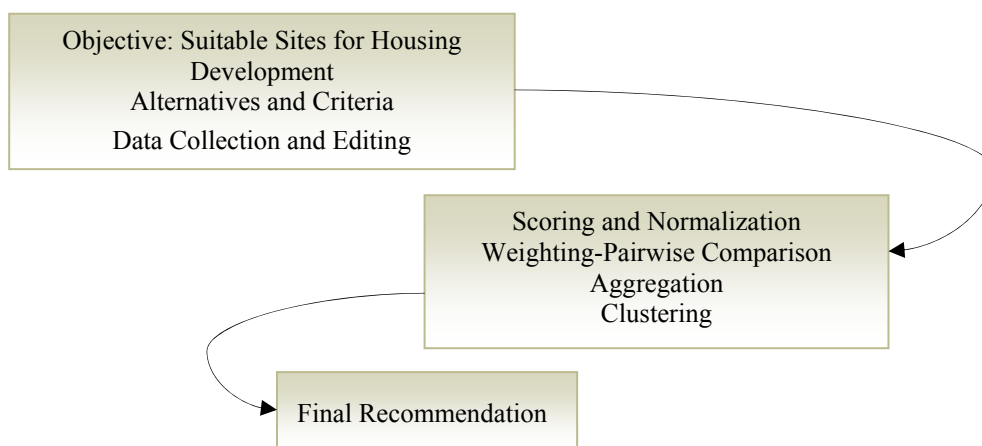 Objective: Suitable Sites for Housing
Development
Alternatives and Criteria
Data Collection and Editing
Scoring and Normalization
Weighting-Pairwise Comparison
Aggregation
Clustering
Final Recommendation